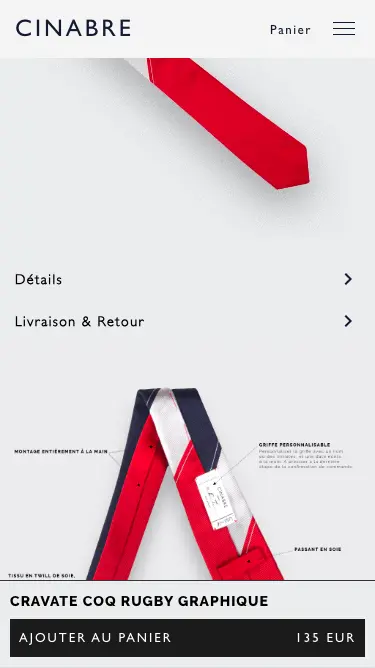 CINABRE
Panier
Détails
Livraison & Retour
GRIFFE PERSONNALISABLE
MONTAGE ENTIÈREMENT À LA MAIN
CINABRE
PASSANT EN SOIE
TISSU EN TWILL DE SOIE.
CRAVATE COQ RUGBY GRAPHIQUE
AJOUTER AU PANIER 135 EUR